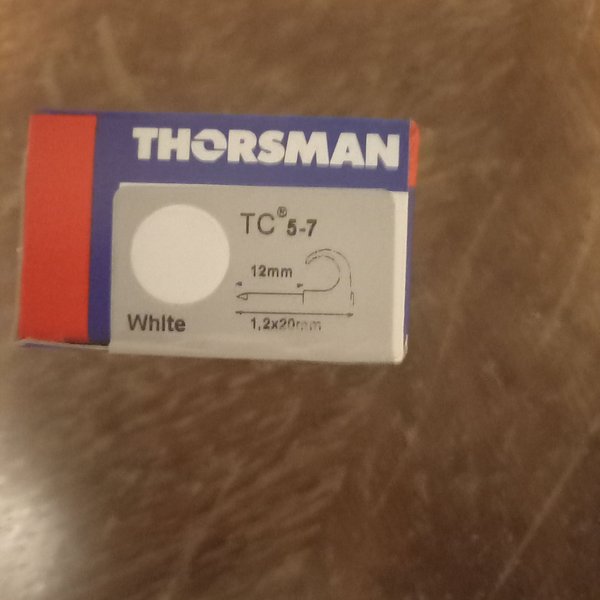 THORSMAN
TC® 5-7
12mm
White
1,2x20mm